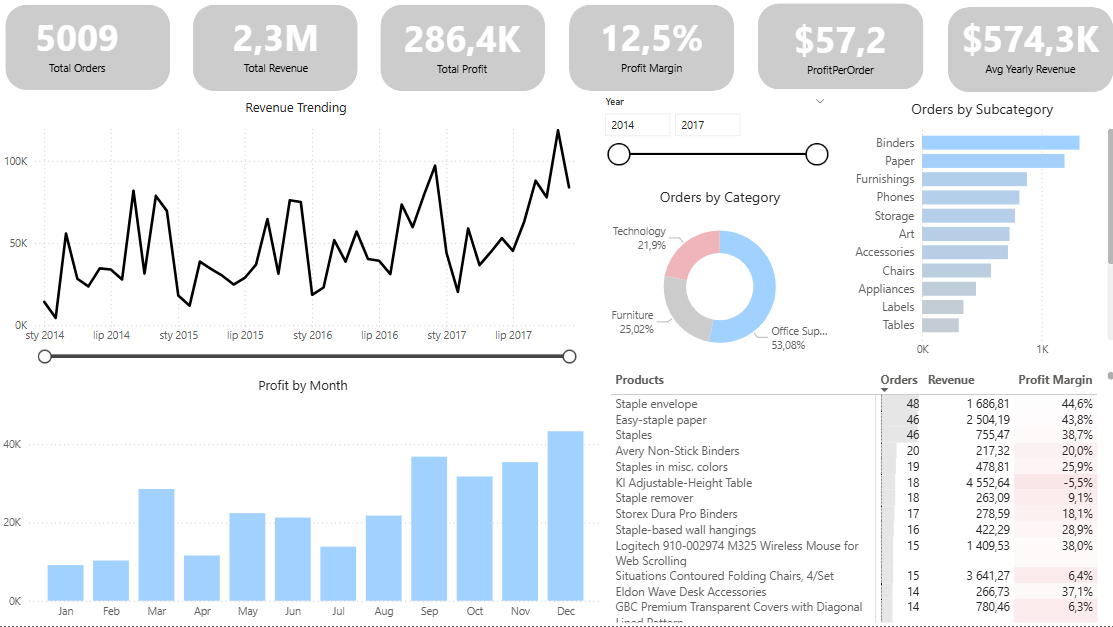 5009
Total Orders
2,3M
Total Revenue
286,4K
Total Profit
12,5%
Profit Margin
$57,2
ProfitPerOrder
$574,3K
Avg Yearly Revenue
Revenue Trending
100K
50K
0K
sty 2014 lip 2014 sty 2015 lip 2015 sty 2016 lip 2016 sty 2017 lip 2017
Year
2014 2017
Orders by Category
Technology
21,9%
Furniture
25,02%
Office Sup...
53,08%
Orders by Subcategory
Binders
Paper
Furnishings
Phones
Storage
Art
Accessories
Chairs
Appliances
Labels
Tables
0K 1K
Profit by Month
40K
20K
0K
Jan Feb Mar Apr May Jun Jul Aug Sep Oct Nov Dec
Products Orders Revenue Profit Margin
Staple envelope 48 1 686,81 44,6%
Easy-staple paper 46 2 504,19 43,8%
Staples 46 755,47 38,7%
Avery Non-Stick Binders 20 217,32 20,0%
Staples in misc. colors 19 478,81 25,9%
KI Adjustable-Height Table 18 4 552,64 -5,5%
Staple remover 18 263,09 9,1%
Storex Dura Pro Binders 17 278,59 18,1%
Staple-based wall hangings 16 422,29 28,9%
Logitech 910-002974 M325 Wireless Mouse for 15 1 409,53 38,0%
Web Scrolling
Situations Contoured Folding Chairs, 4/Set 15 3 641,27 6,4%
Eldon Wave Desk Accessories 14 266,73 37,1%
GBC Premium Transparent Covers with Diagonal 14 780,46 6,3%
Lined Pattern